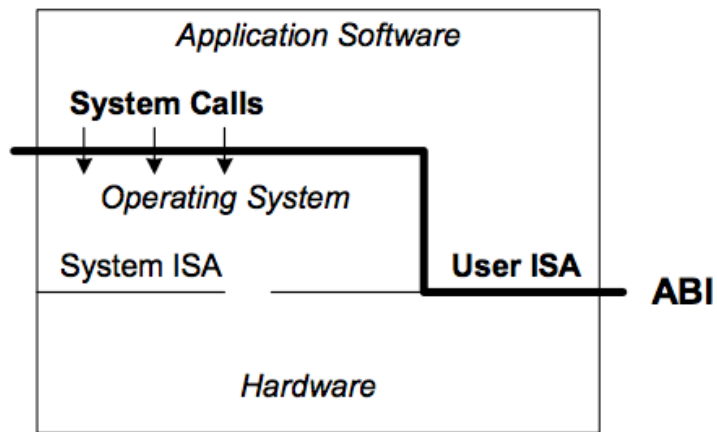 Application Software
System Calls
Operating System
System ISA
User ISA
ABI
Hardware